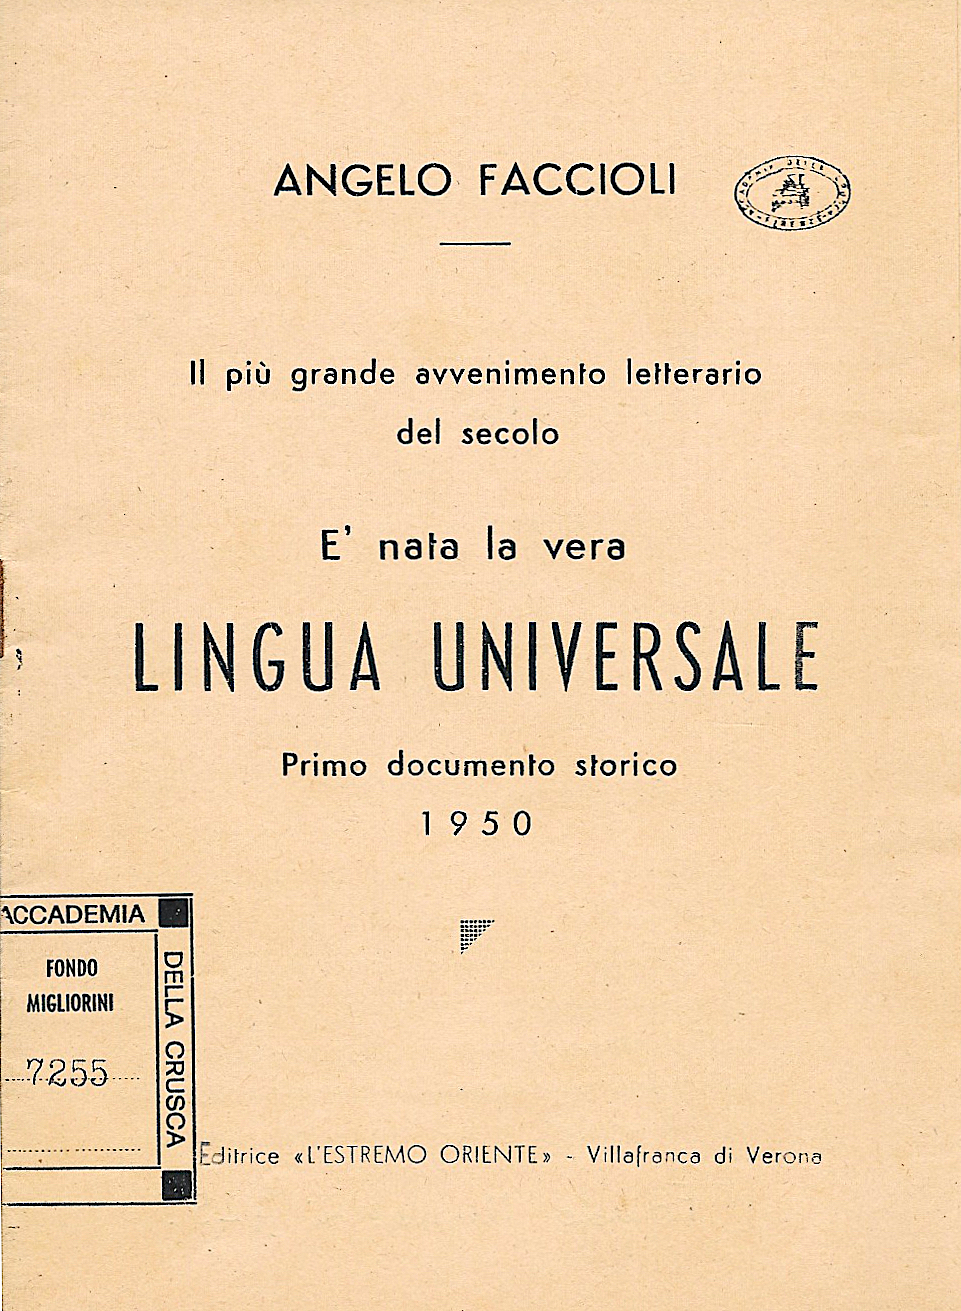 ANGELO FACCIOLI
Il più grande avvenimento letterario
del secolo
E' nata la vera
LINGUA UNIVERSALE
Primo documento storico
1950
ACCADEMIA
DELLA CRUSCA
FONDO
MIGLIORINI
7255
Editrice «L'ESTREMO ORIENTE» - Villafranca di Verona